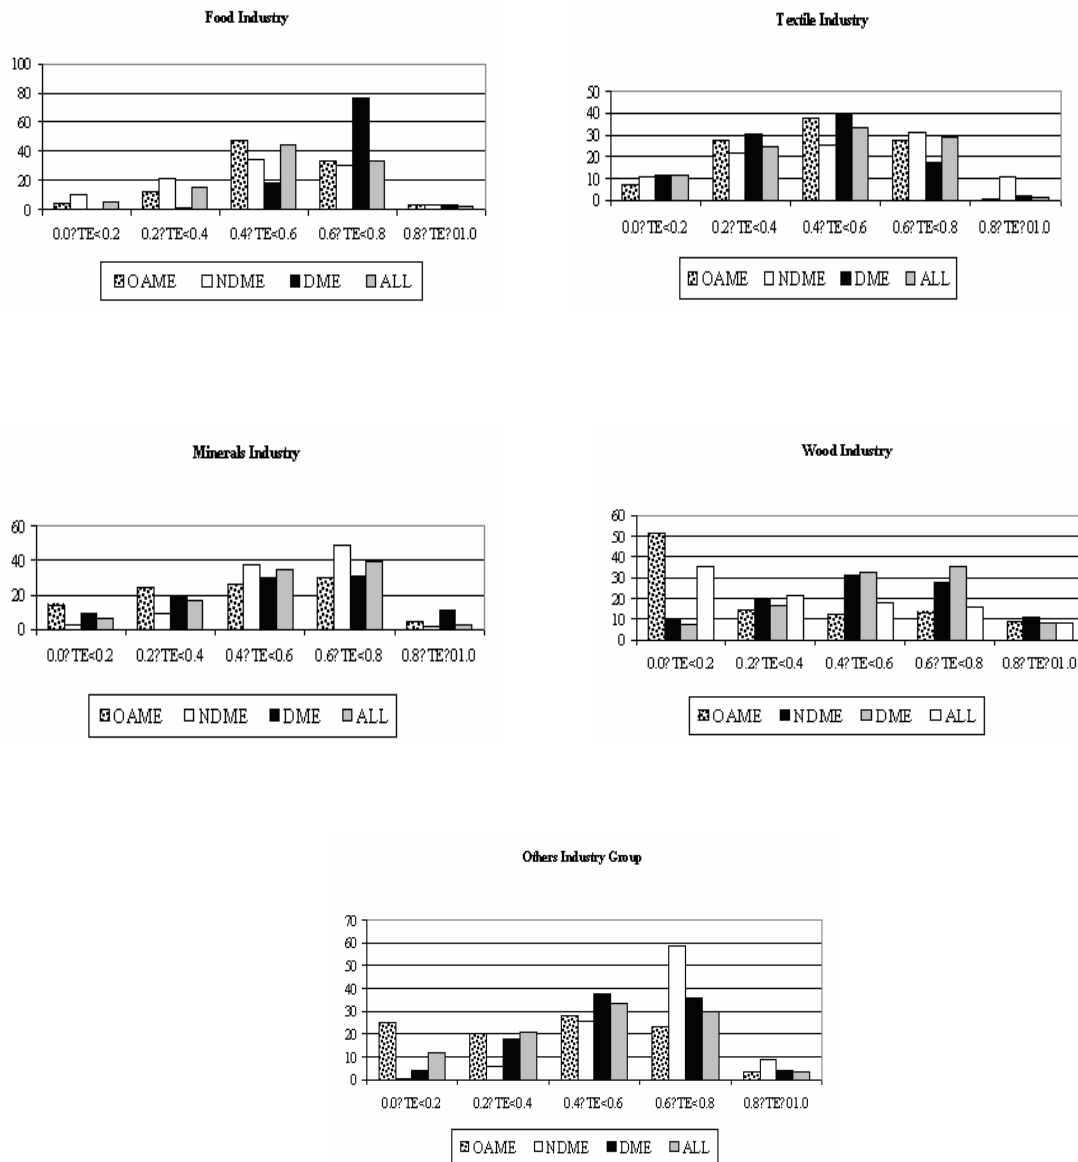 Food Industry
Textile Industry
100
80
60
40
20
0
0.0?TE<0.2 0.2?TE<0.4 0.4?TE<0.6 0.6?TE<0.8 0.8?TE?01.0
OAME NDME DME ALL
50
40
30
20
10
0
0.0?TE<0.2 0.2?TE<0.4 0.4?TE<0.6 0.6?TE<0.8 0.8?TE?01.0
OAME NDME DME ALL
Minerals Industry
Wood Industry
60
40
20
0
0.0?TE<0.2 0.2?TE<0.4 0.4?TE<0.6 0.6?TE<0.8 0.8?TE?01.0
OAME NDME DME ALL
60
50
40
30
20
10
0
0.0?TE<0.2 0.2?TE<0.4 0.4?TE<0.6 0.6?TE<0.8 0.8?TE?01.0
OAME NDME DME ALL
Others Industry Group
70
60
50
40
30
20
10
0
0.0?TE<0.2 0.2?TE<0.4 0.4?TE<0.6 0.6?TE<0.8 0.8?TE?01.0
OAME NDME DME ALL